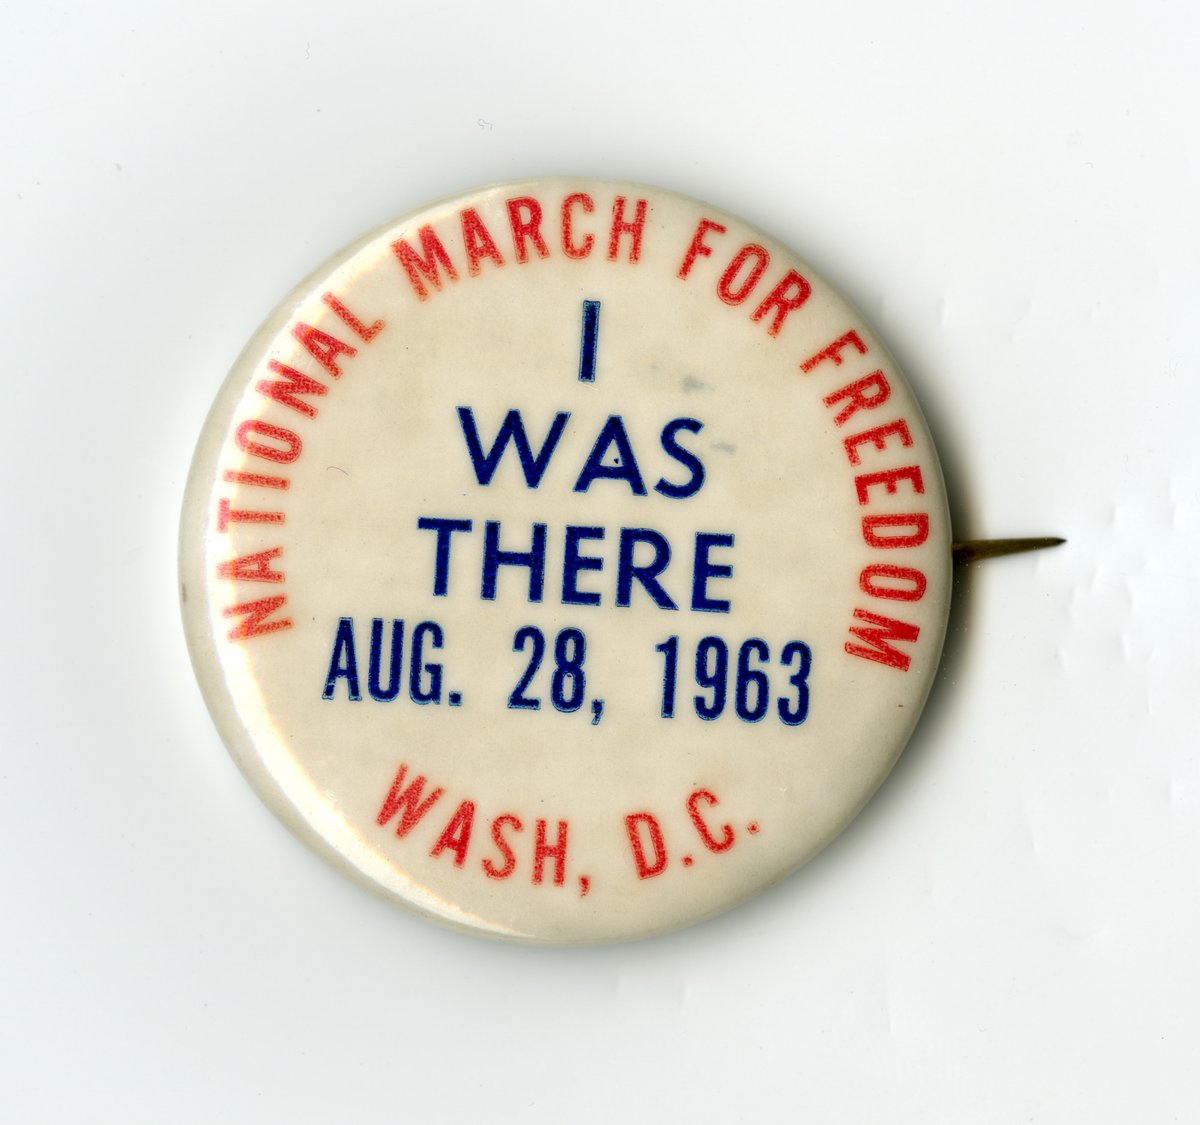 NATIONAL MARCH FOR FREEDOM
I
WAS
THERE
AUG. 28, 1963
WASH, D.C.